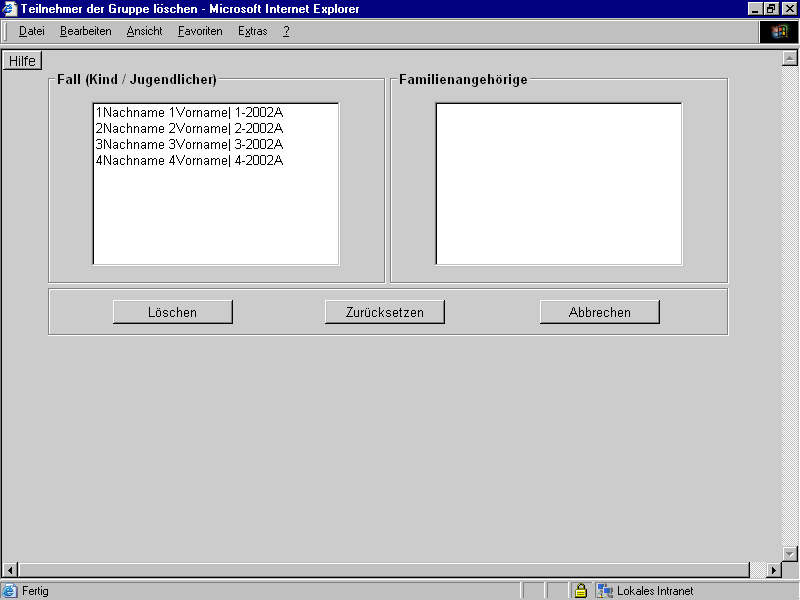 Teilnehmer der Gruppe löschen - Microsoft Internet Explorer
Datei Bearbeiten Ansicht Favoriten Extras ?
Hilfe
Fall (Kind / Jugendlicher) Familienangehörige
1Nachname 1Vorname| 1-2002A
2Nachname 2Vorname| 2-2002A
3Nachname 3Vorname| 3-2002A
4Nachname 4Vorname| 4-2002A
Löschen Zurücksetzen Abbrechen
Fertig Lokales Intranet